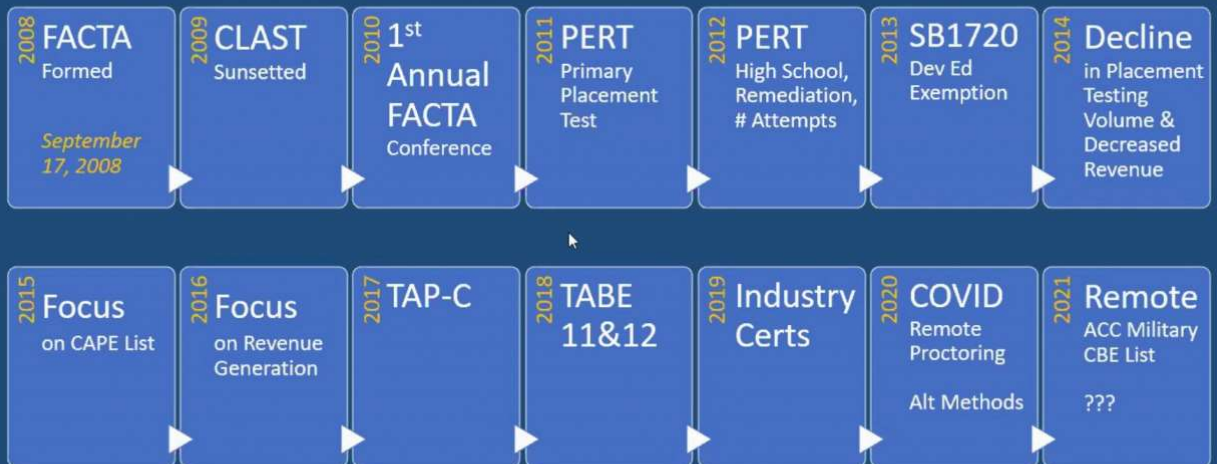 2008
FACTA
Formed
September
17, 2008
2009
CLAST
Sunsetted
2010
1st
Annual
FACTA
Conference
2011
PERT
Primary
Placement
Test
2012
PERT
High School,
Remediation,
# Attempts
2013
SB1720
Dev Ed
Exemption
2014
Decline
in Placement
Testing
Volume &
Decreased
Revenue
2015
Focus
on CAPE List
2016
Focus
on Revenue
Generation
2017
TAP-C
2018
TABE
11&12
2019
Industry
Certs
2020
COVID
Remote
Proctoring
Alt Methods
2021
Remote
ACC Military
CBE List
???